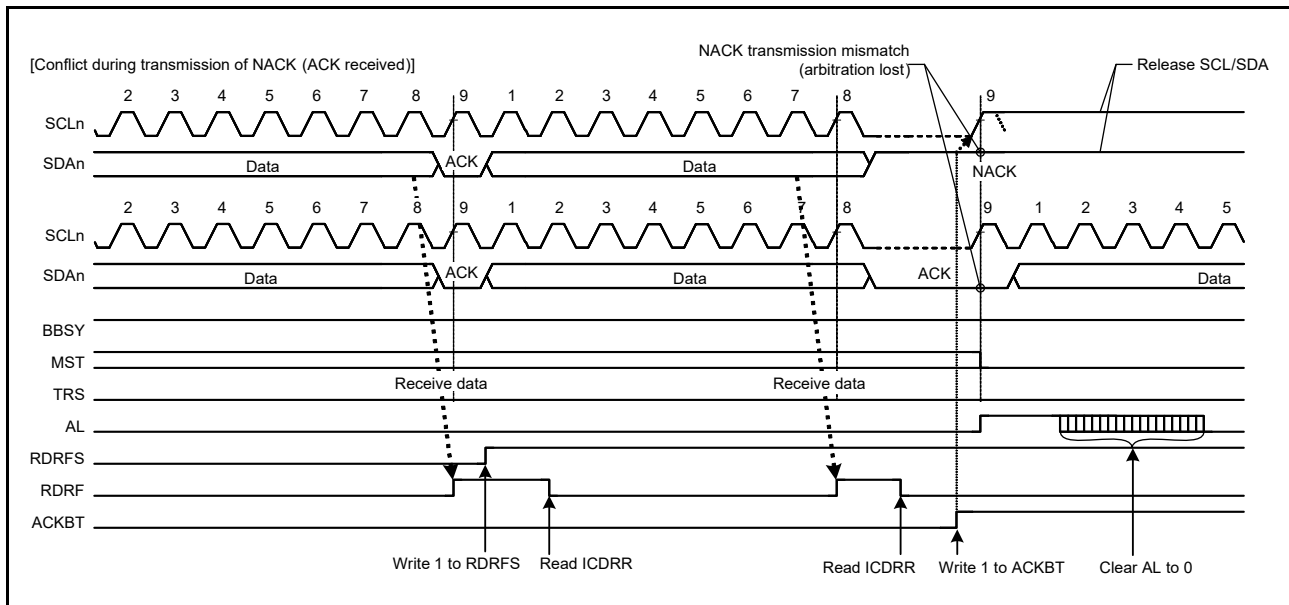 NACK transmission mismatch
(arbitration lost)
Release SCL/SDA
[Conflict during transmission of NACK (ACK received)]
2 3 4 5 6 7 8 9 1 2 3 4 5 6 7 8 9
SCLn
SDAn
Data ACK Data NACK
2 3 4 5 6 7 8 9 1 2 3 4 5 6 7 8 9 1 2 3 4 5
SCLn
SDAn
Data ACK Data ACK Data
BBSY
MST
Receive data Receive data
TRS
AL
RDRFS
RDRF
ACKBT
Write 1 to RDRFS Read ICDRR Read ICDRR Write 1 to ACKBT Clear AL to 0